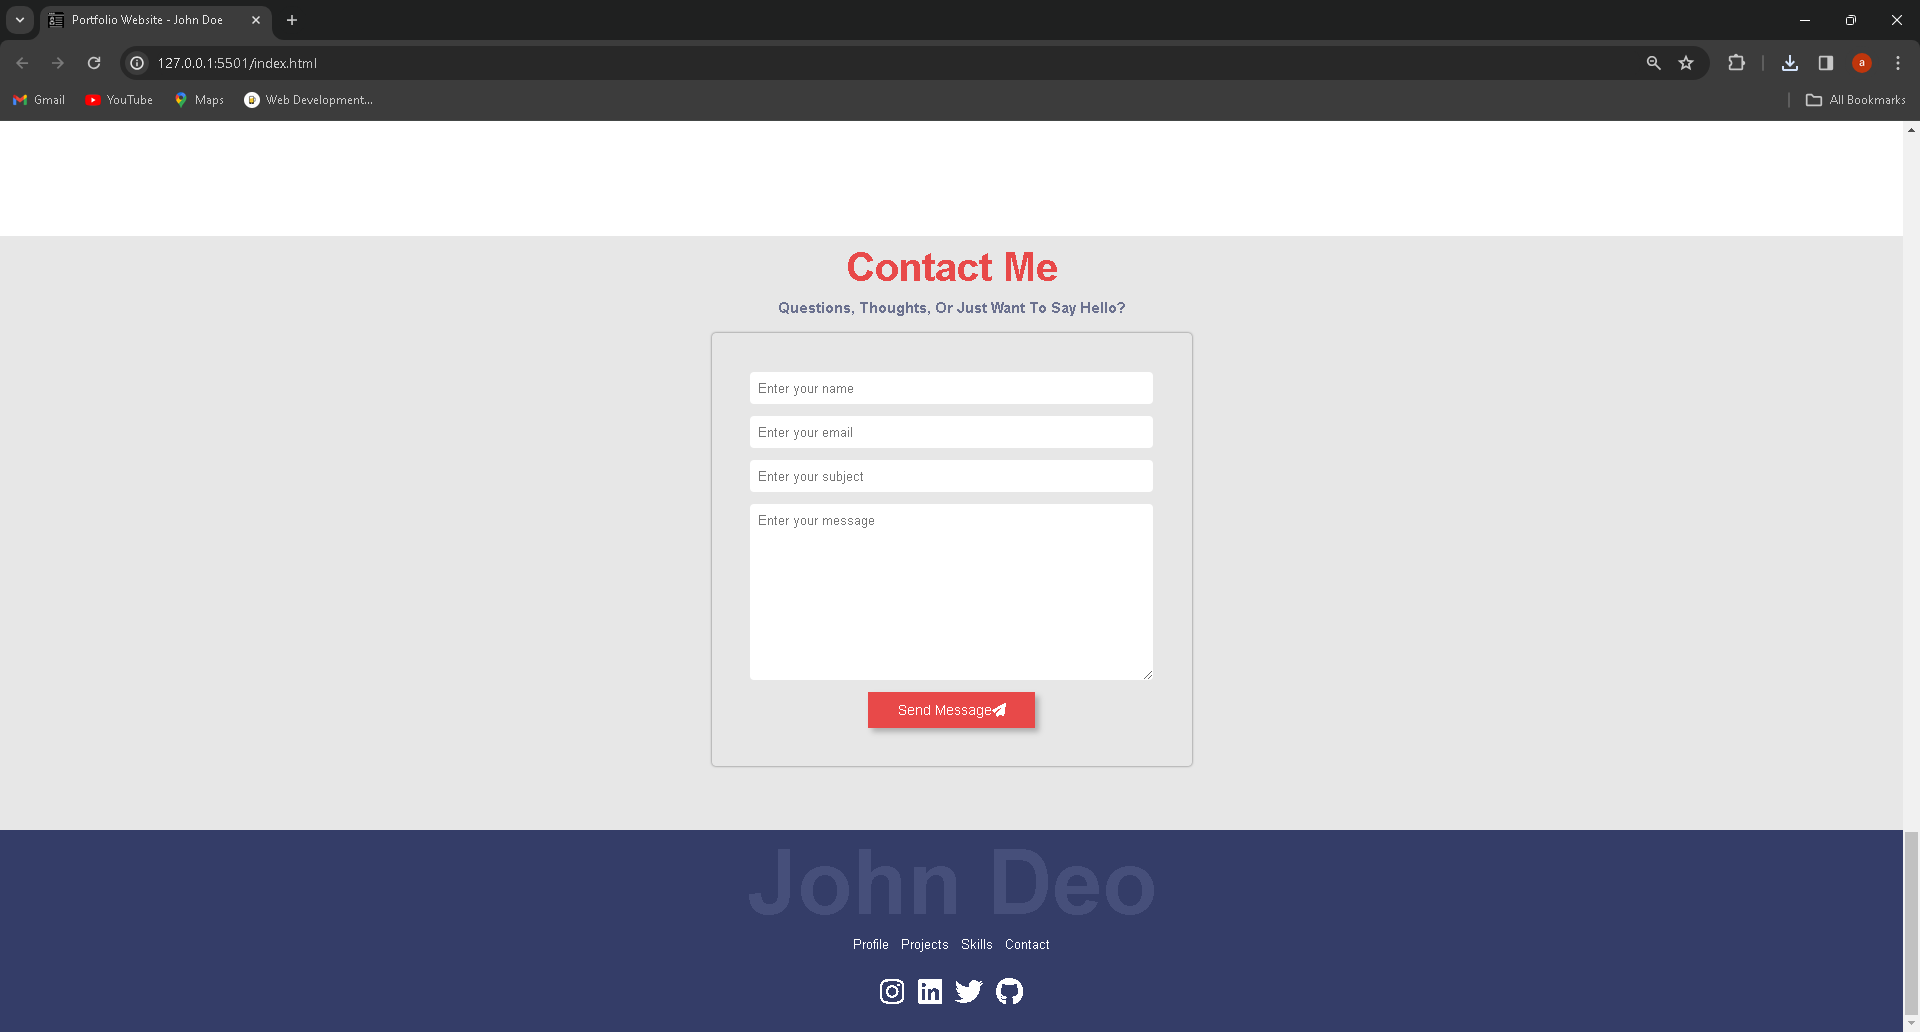 Portfolio Website - John Doe
127.0.0.1:5501/index.html
a
Gmail YouTube Maps Web Development... All Bookmarks
Contact Me
Questions, Thoughts, Or Just Want To Say Hello?
Enter your name
Enter your email
Enter your subject
Enter your message
Send Message
John Deo
Profile Projects Skills Contact
in